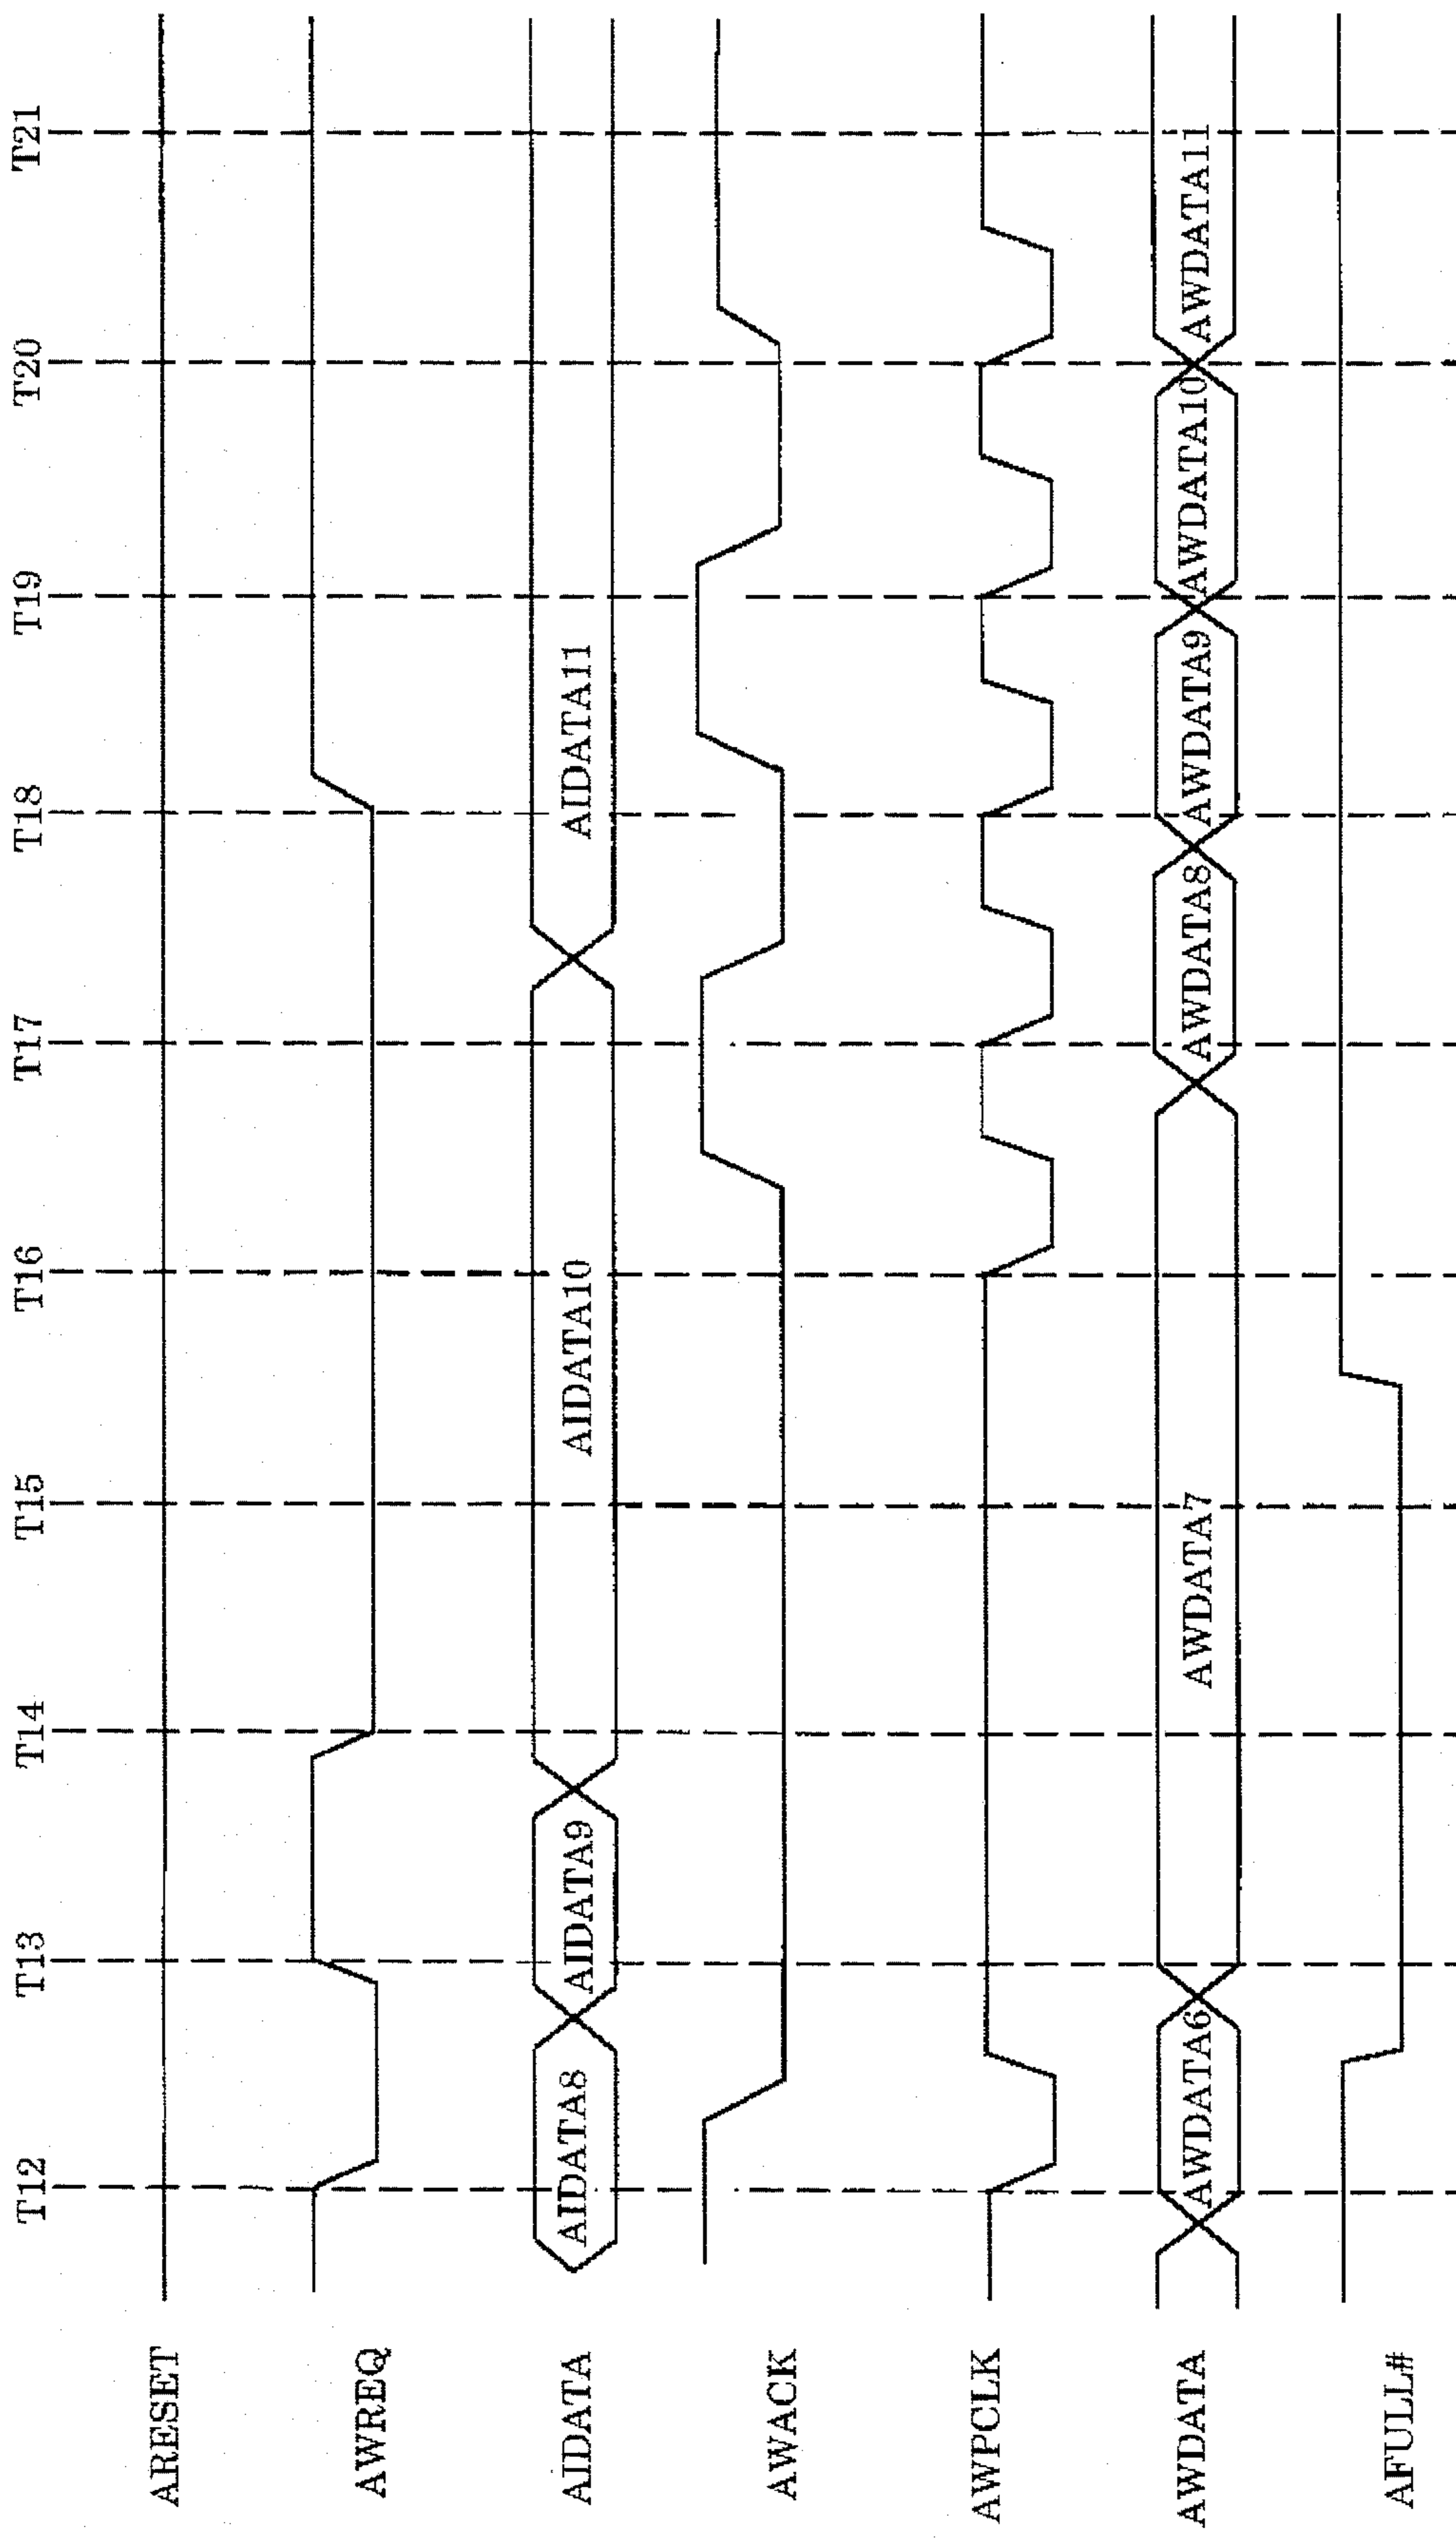 T12 T13 T14 T15 T16 T17 T18 T19 T20 T21
ARESET
AWREQ
AIDATA AIDATA8 AIDATA9 AIDATA10 AIDATA11
AWACK
AWPCLK
AWDATA AWDATA6 AWDATA7 AWDATA8 AWDATA9 AWDATA10 AWDATA11
AFULL#